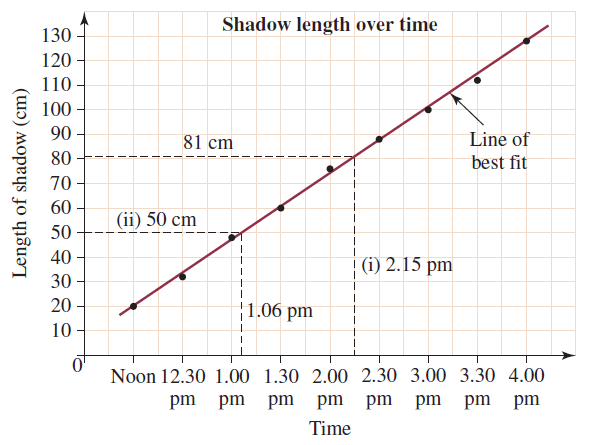 Shadow length over time
Length of shadow (cm)
130
120
110
100
90
80
70
60
50
40
30
20
10
0
81 cm
(ii) 50 cm
(i) 2.15 pm
1.06 pm
Line of
best fit
Noon 12.30 1.00 1.30 2.00 2.30 3.00 3.30 4.00
pm pm pm pm pm pm pm pm
Time